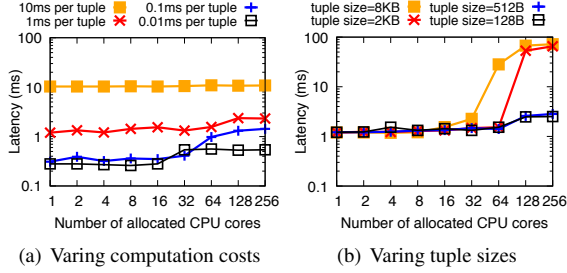 10ms per tuple 0.1ms per tuple
1ms per tuple 0.01ms per tuple
Latency (ms)
100
10
1
0.1
1 2 4 8 16 32 64 128 256
Number of allocated CPU cores
(a) Varing computation costs
tuple size=8KB tuple size=512B
tuple size=2KB tuple size=128B
Latency (ms)
100
10
1
0.1
1 2 4 8 16 32 64 128 256
Number of allocated CPU cores
(b) Varing tuple sizes